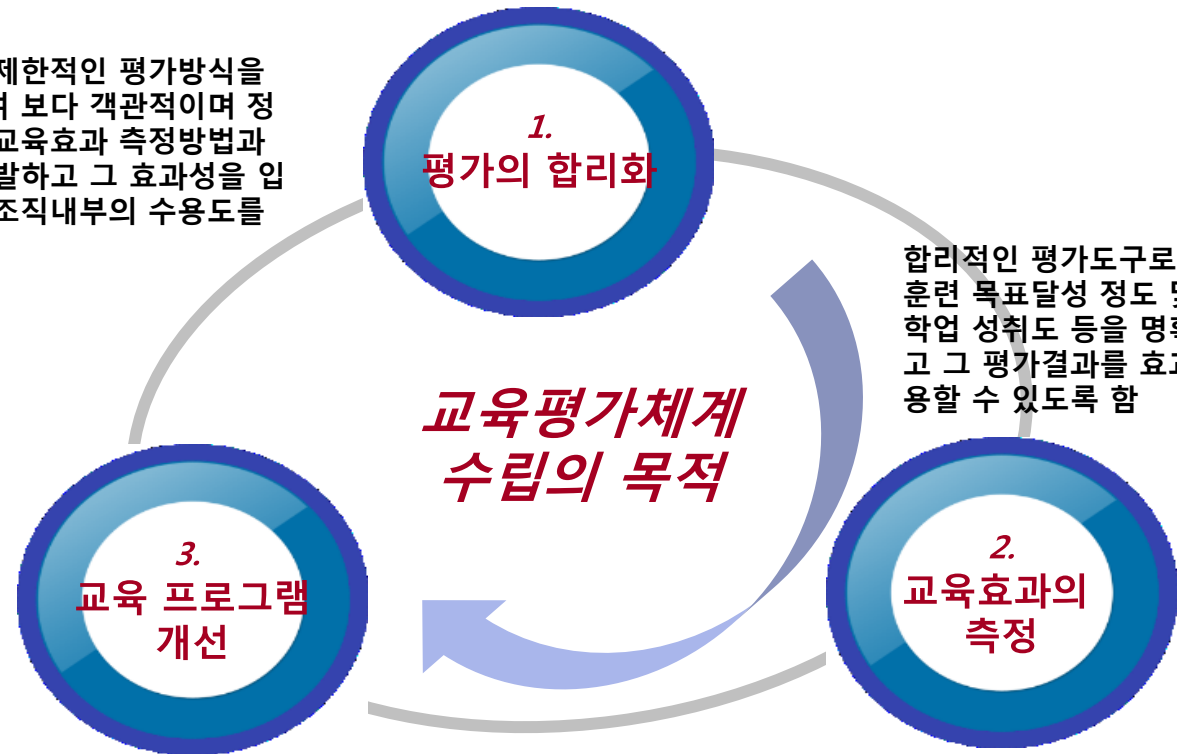 제한적인 평가방식을
보다 객관적이며 정
교육효과 측정방법과
발하고 그 효과성을 입
조직내부의 수용도를
1.
평가의 합리화
합리적인 평가도구로
훈련 목표달성 정도
학업 성취도 등을
고 그 평가결과를
용할 수 있도록 함
교육평가체계
수립의 목적
2.
교육효과의
측정
3.
교육 프로그램
개선